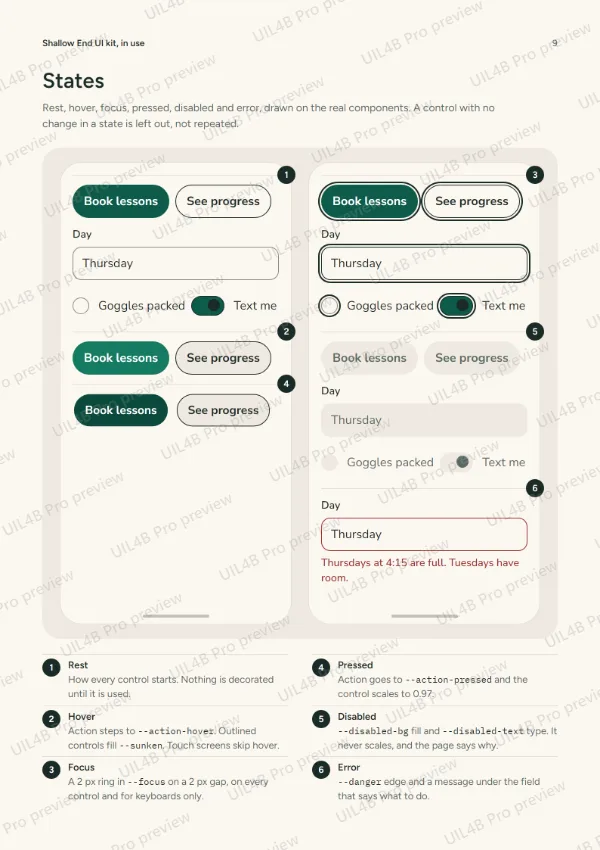 Shallow End UI kit, in use
9
States
Rest, hover, focus, pressed, disabled and error, drawn on the real components. A control with no
change in a state is left out, not repeated.
1
Book lessons
See progress
Day
Thursday
Goggles packed
Text me
2
Book lessons
See progress
4
Book lessons
See progress
3
Book lessons
See progress
Day
Thursday
Goggles packed
Text me
5
Book lessons
See progress
Day
Thursday
Goggles packed
Text me
6
Day
Thursday
Thursdays at 4:15 are full. Tuesdays have
room.
1
Rest
How every control starts. Nothing is decorated
until it is used.
2
Hover
Action steps to --action-hover. Outlined
controls fill --sunken. Touch screens skip hover.
3
Focus
A 2 px ring in --focus on a 2 px gap, on every
control and for keyboards only.
4
Pressed
Action goes to --action-pressed and the
control scales to 0.97.
5
Disabled
--disabled-bg fill and --disabled-text type. It
never scales, and the page says why.
6
Error
--danger edge and a message under the field
that says what to do.
UIL4B Pro preview